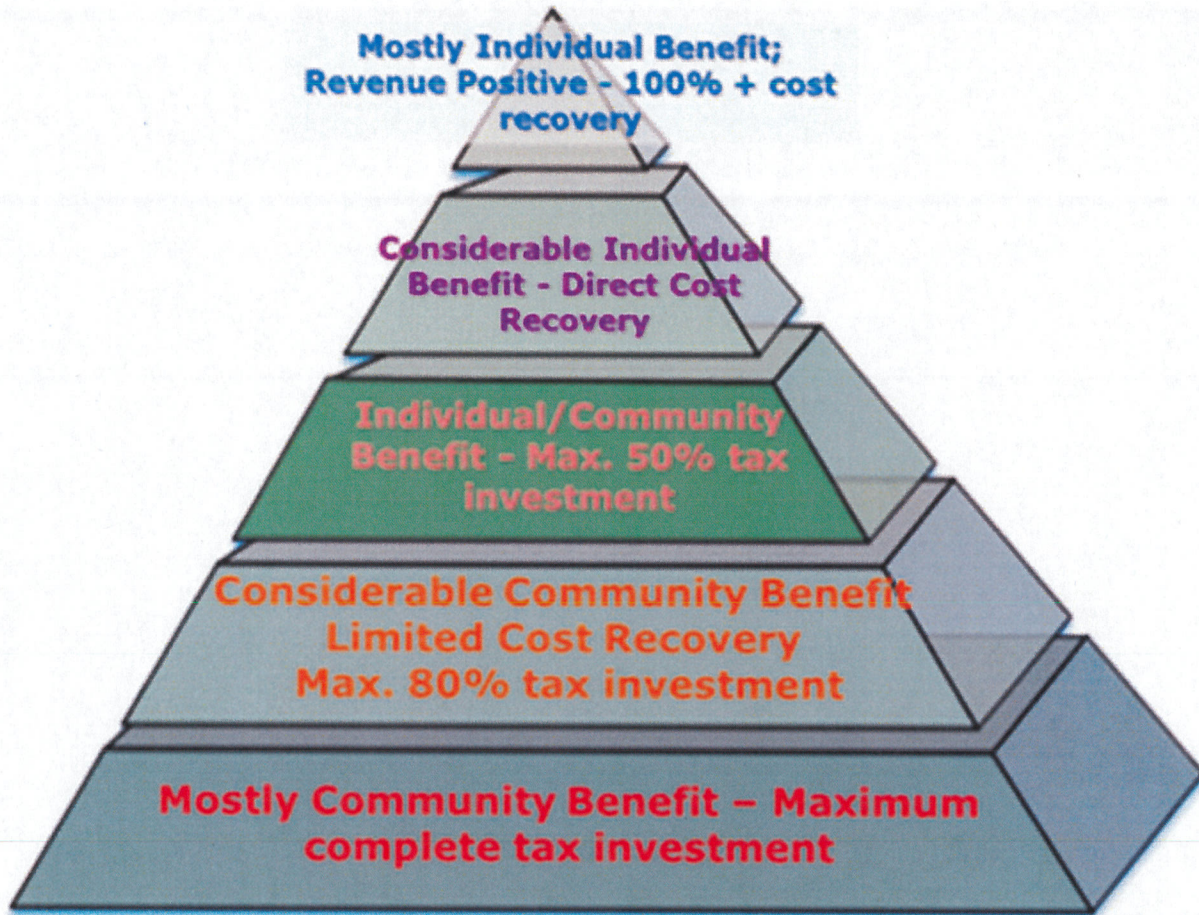 Mostly Individual Benefit;
Revenue Positive - 100% + cost
recovery
Considerable Individual
Benefit - Direct Cost
Recovery
Individual/Community
Benefit - Max. 50% tax
investment
Considerable Community Benefit
Limited Cost Recovery
Max. 80% tax investment
Mostly Community Benefit – Maximum
complete tax investment